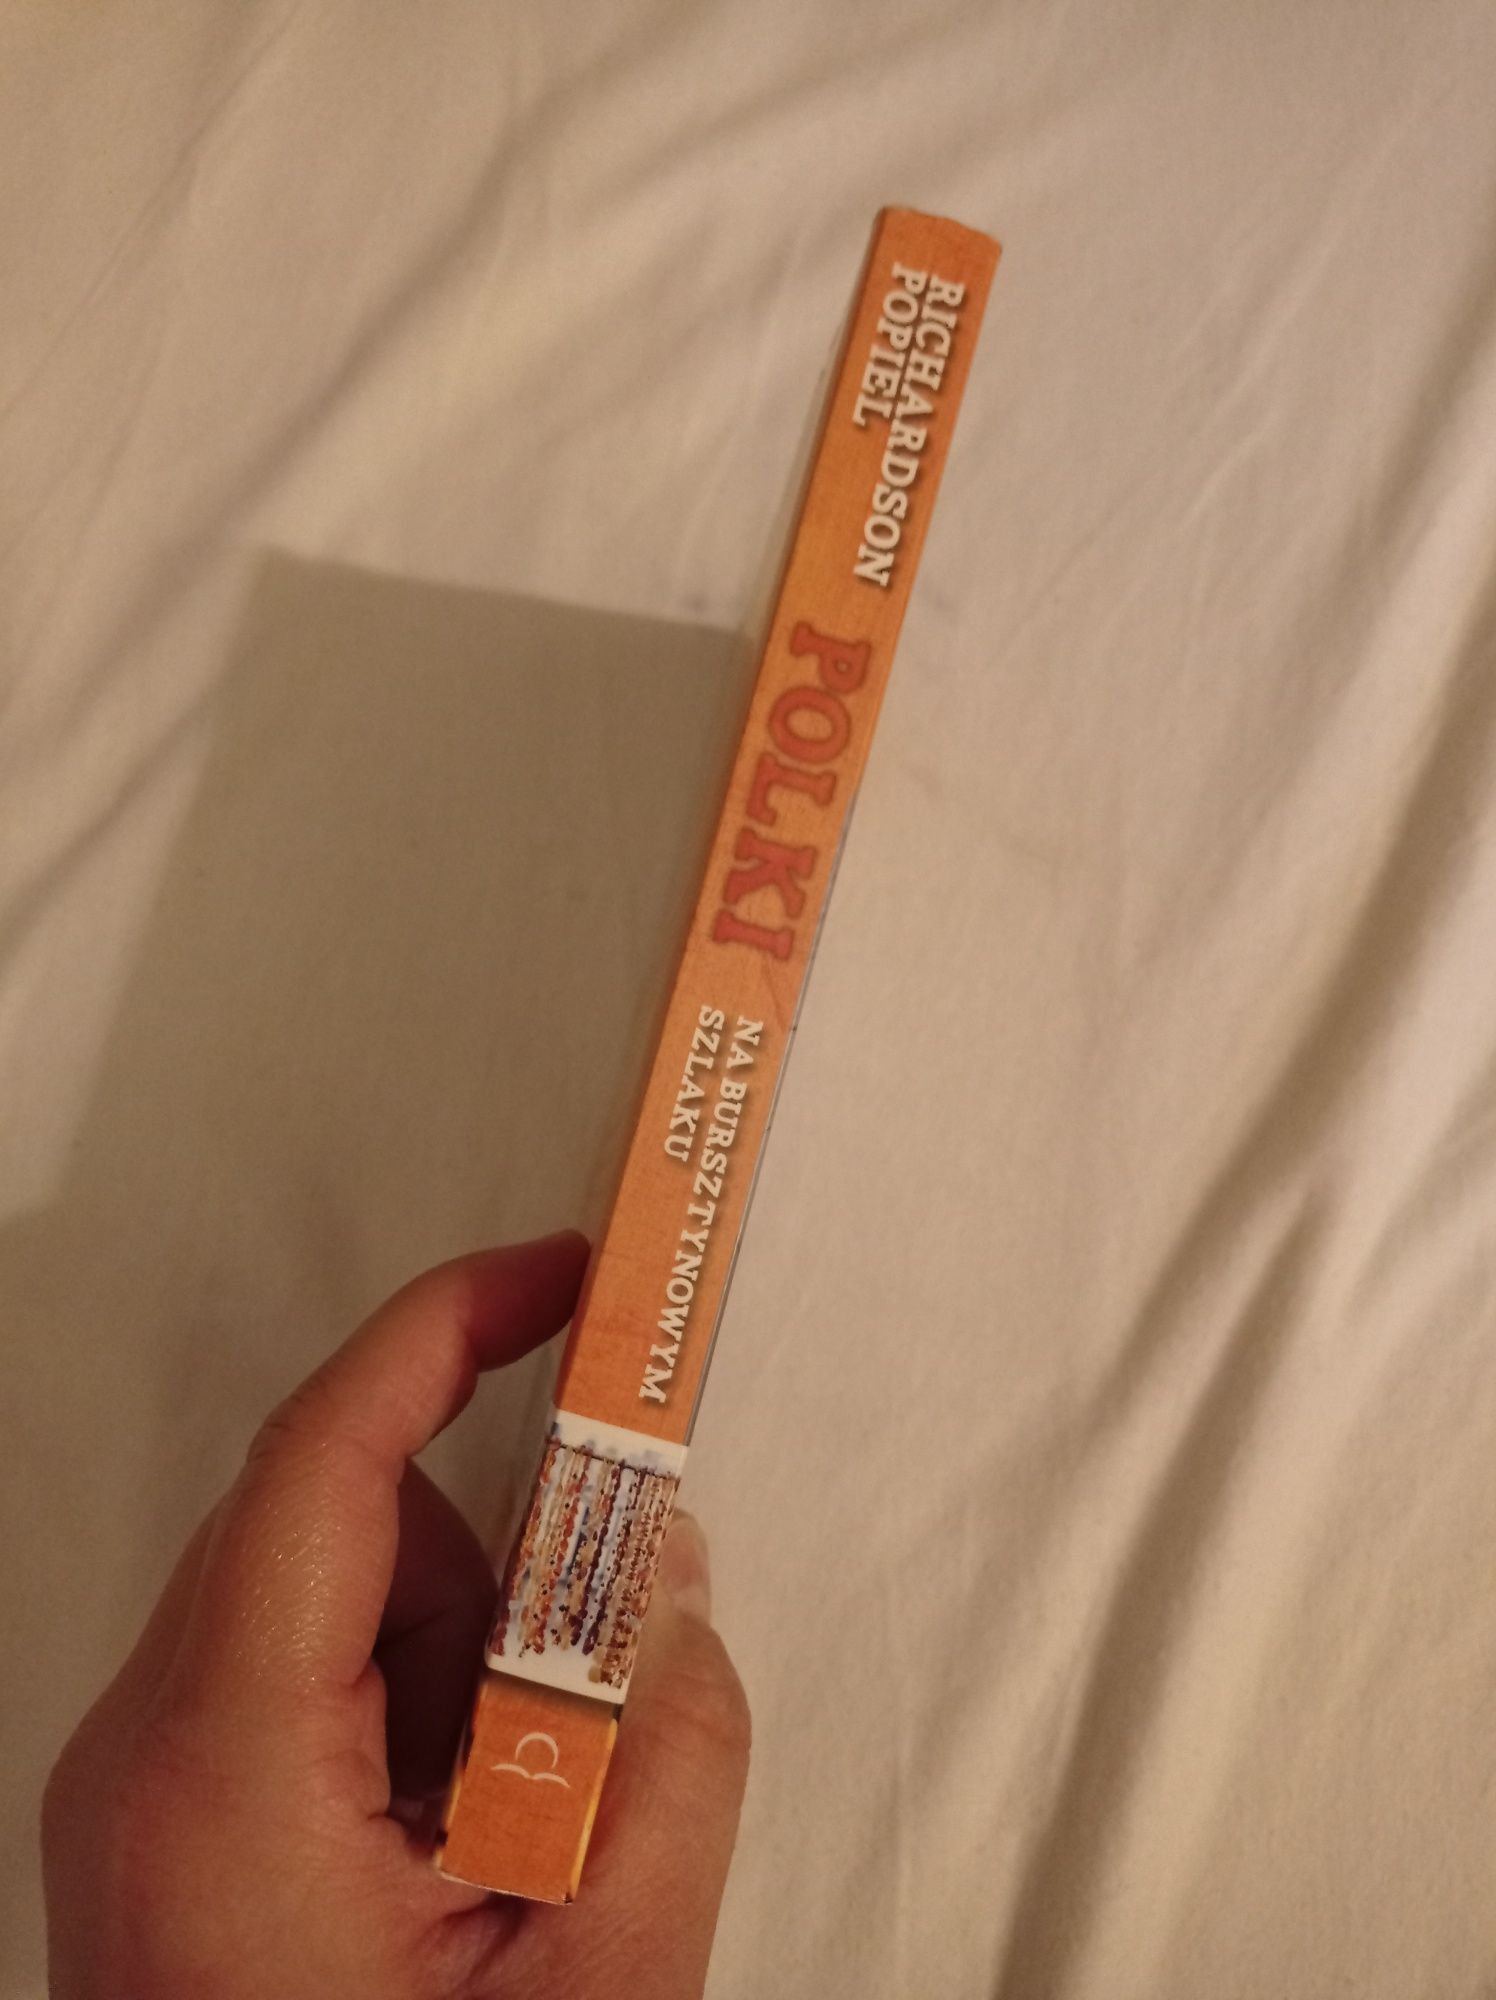 RICHARDSON
POPIEL
POLKI
NA BURSZTYNOWYM
SZLAKU